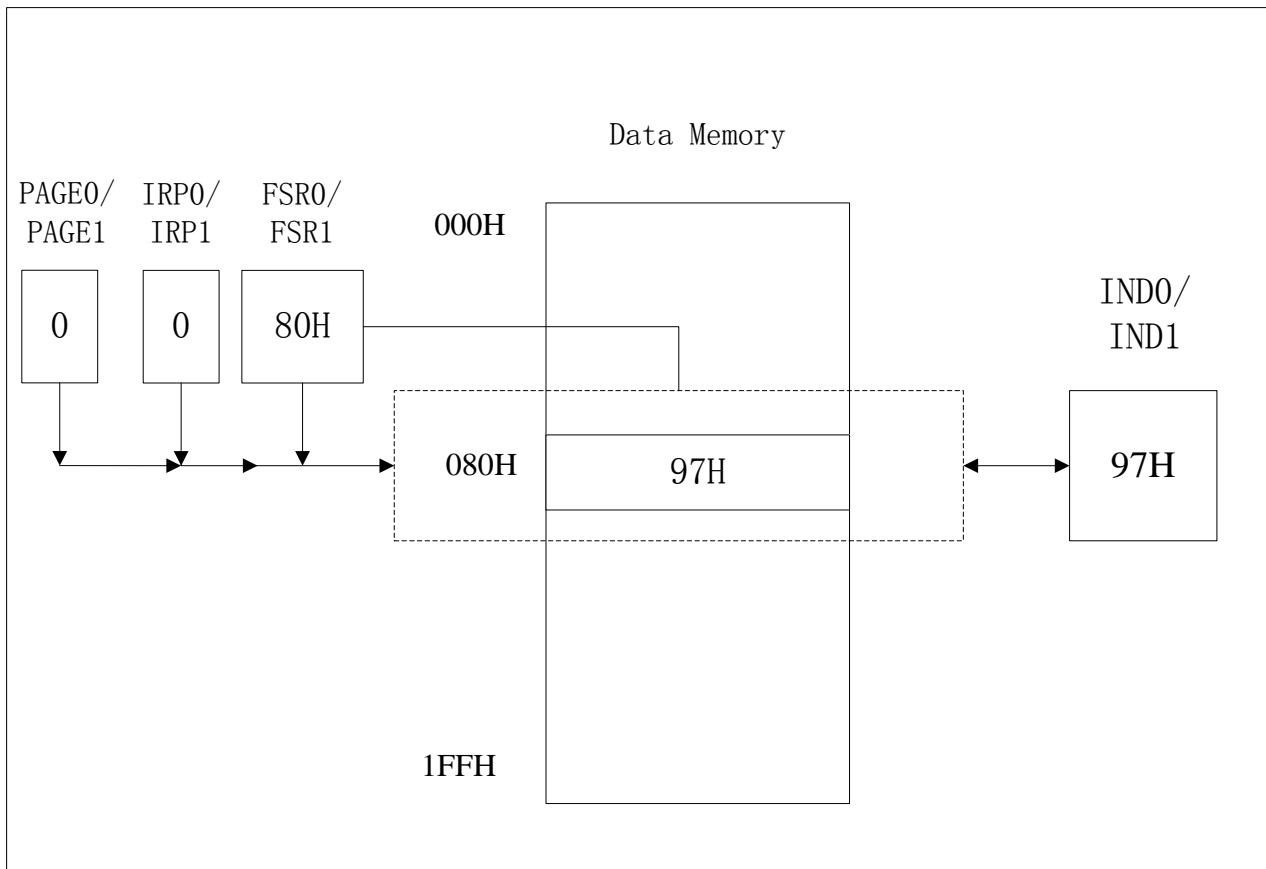 Data Memory
PAGE0/
PAGE1
IRP0/
IRP1
FSR0/
FSR1
000H
0
0
80H
IND0/
IND1
080H
97H
97H
1FFH